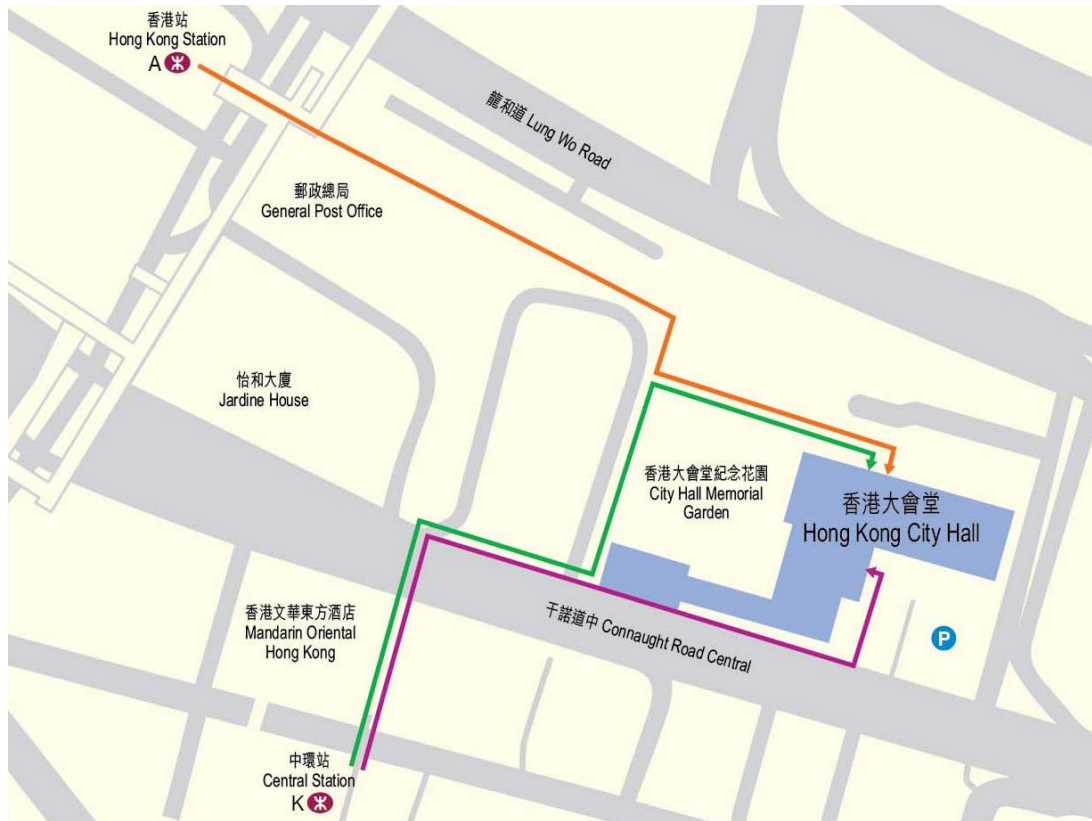 香港站
Hong Kong Station
A
龍和道 Lung Wo Road
郵政總局
General Post Office
怡和大廈
Jardine House
香港大會堂紀念花園
City Hall Memorial
Garden
香港大會堂
Hong Kong City Hall
香港文華東方酒店
Mandarin Oriental
Hong Kong
干諾道中 Connaught Road Central
P
中環站
Central Station
K